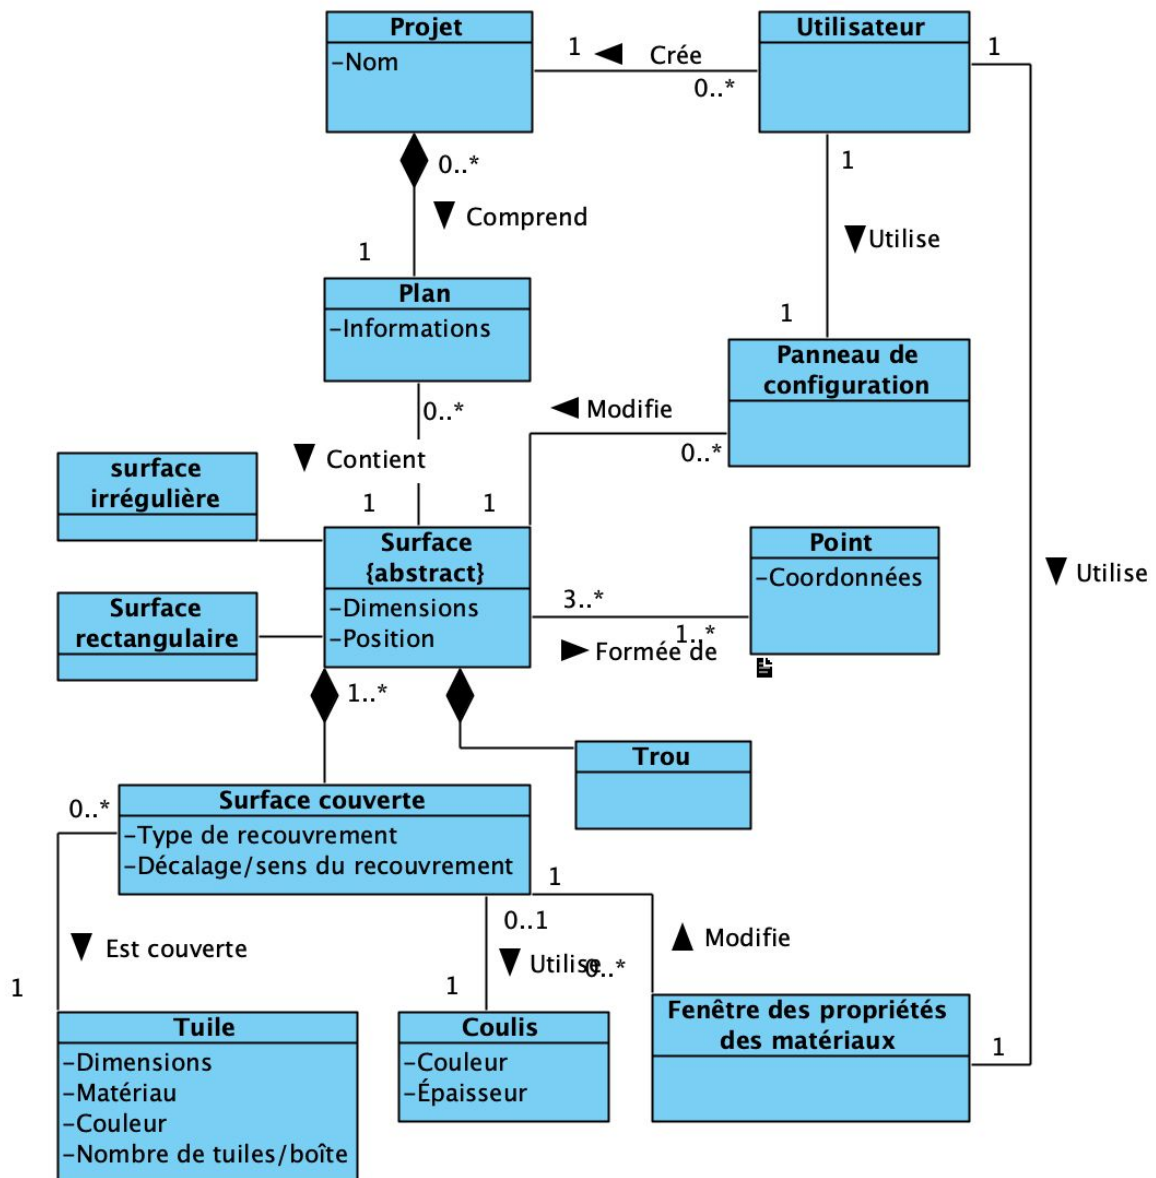 Projet
-Nom
Utilisateur
1
Crée
0..*
1
0..*
Comprend
1
1
Utilise
1
Plan
-Informations
Panneau de
configuration
0..*
Modifie
0..*
Contient
1
1
surface
irrégulière
Surface
{abstract}
-Dimensions
-Position
Point
-Coordonnées
Utilise
Surface
rectangulaire
3..*
1..*
Formée de
1..*
Trou
Surface couverte
-Type de recouvrement
-Décalage/sens du recouvrement
0..*
1
0..1
Est couverte
Utilise
0..*
Modifie
1
1
1
Tuile
-Dimensions
-Matériau
-Couleur
-Nombre de tuiles/boîte
Coulis
-Couleur
-Épaisseur
Fenêtre des propriétés
des matériaux